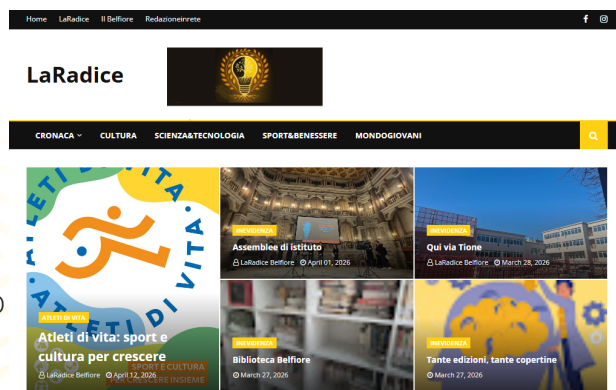 Home LaRadice Il Belfiore Redazioneinrete
LaRadice
CRONACA CULTURA SCIENZA&TECNOLOGIA SPORT&BENESSERE MONDOGIOVANI
ATLETI DI VITA • ATLETI DI VITA •
ATLETI DI VITA
Atleti di vita: sport e
cultura per crescere
SPORT E CULTURA
LaRadice Belfiore April 12, 2026
PER CRESCERE INSIEME
INEVIDENZA
Assemblee di istituto
LaRadice Belfiore April 01, 2026
INEVIDENZA
Qui via Tione
LaRadice Belfiore March 28, 2026
INEVIDENZA
Biblioteca Belfiore
March 27, 2026
INEVIDENZA
Tante edizioni, tante copertine
March 27, 2026